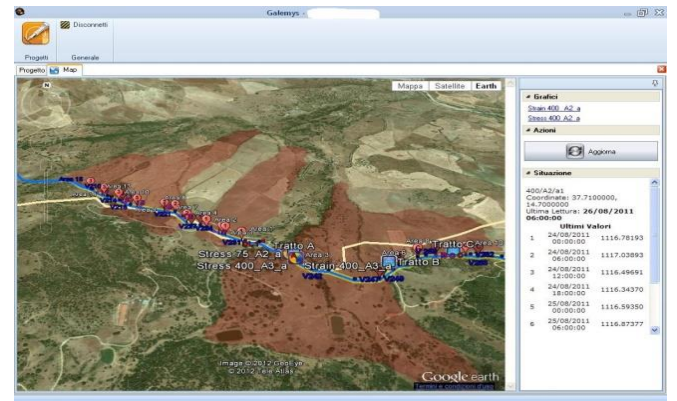 Galemys -
Disconnetti
Progetti
Generale
Progetto
Map
Mappa
Satellite
Earth
N
Grafici
Strain 400_ A2_a
Stress 400_A2_a
Azioni
Aggiorna
Situazione
400/A2/a1
Coordinate: 37.7100000,
14.7000000
Ultima Lettura: 26/08/2011
06:00:00
Ultimi Valori
1 24/08/2011 00:00:00 1116.78193
2 24/08/2011 06:00:00 1117.03893
3 24/08/2011 12:00:00 1116.49691
4 24/08/2011 18:00:00 1116.34370
5 25/08/2011 00:00:00 1116.59350
6 25/08/2011 06:00:00 1116.87377
Tratto A
Stress 75_A2_a
Stress 400_A3_a
Strain 400_A3_a
Tratto C
Tratto B
Image © 2012 GeoEye
© 2012 Tele Atlas
Google earth
Termini e condizioni d'uso